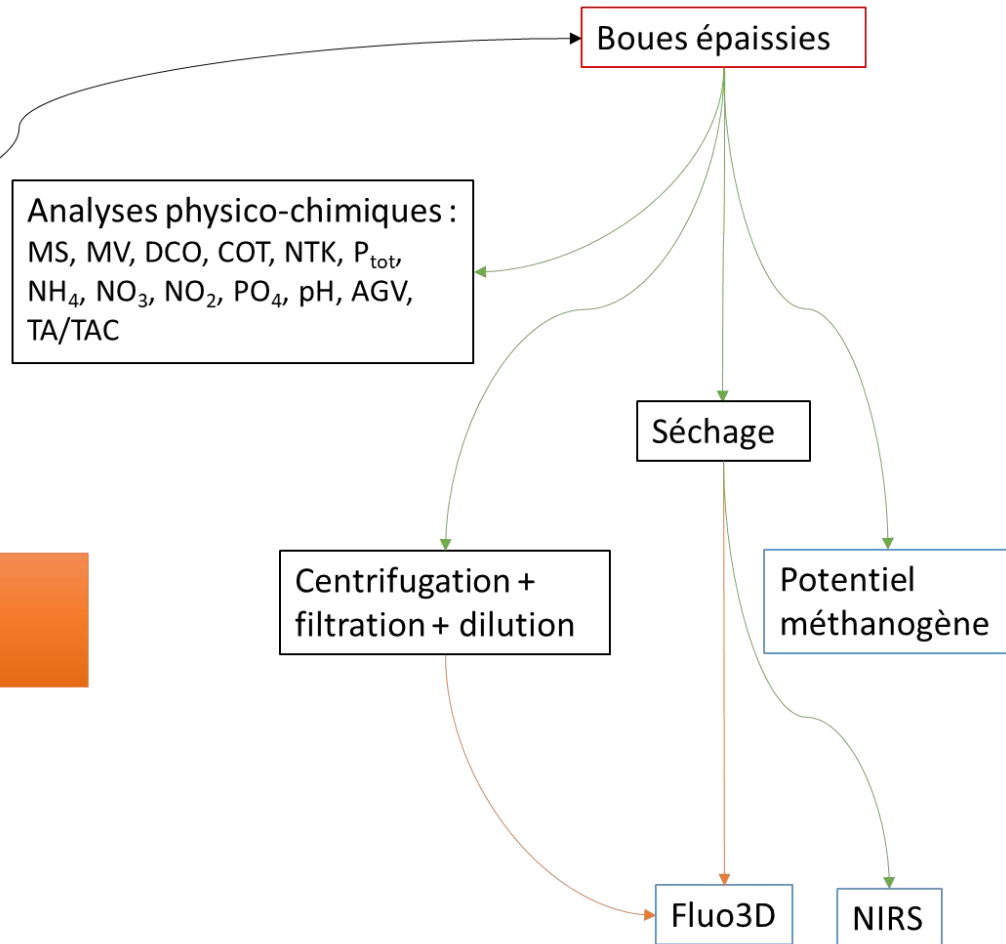 Boues épaissies
Analyses physico-chimiques :
MS, MV, DCO, COT, NTK, Ptot,
NH4, NO3, NO2, PO4, pH, AGV,
TA/TAC
Séchage
Centrifugation +
filtration + dilution
Potentiel
méthanogène
Fluo3D
NIRS